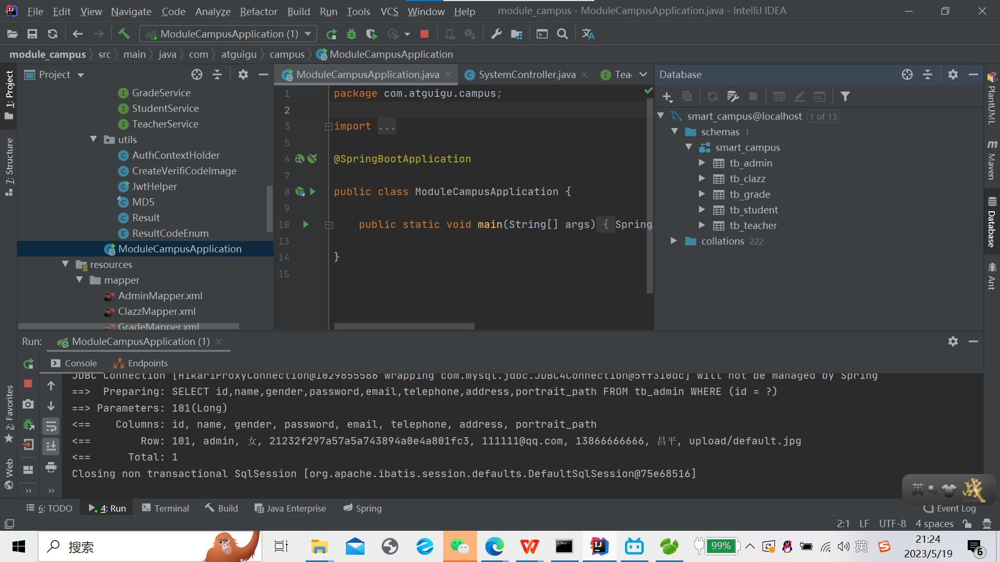 File Edit View Navigate Code Analyze Refactor Build Run Tools VCS Window Help module_campus - ModuleCampusApplication.java - IntelliJ IDEA
ModuleCampusApplication (1)
module_campus src main java com atguigu campus ModuleCampusApplication
1: Project
7: Structure
2: Favorites
Web
Project
GradeService
StudentService
TeacherService
utils
AuthContextHolder
CreateVerifiCodeImage
JwtHelper
MD5
Result
ResultCodeEnum
ModuleCampusApplication
resources
mapper
AdminMapper.xml
ClazzMapper.xml
GradeMapper.xml
ModuleCampusApplication.java SystemController.java Tea
1 package com.atguigu.campus;
2
3 import ...
5
6 @SpringBootApplication
7
8 public class ModuleCampusApplication {
9
10 public static void main(String[] args) { Spring
13
14 }
15
Database
smart_campus@localhost 1 of 13
schemas 1
smart_campus
tb_admin
tb_clazz
tb_grade
tb_student
tb_teacher
collations 222
PlantUML
Maven
Database
Ant
Run: ModuleCampusApplication (1)
Console Endpoints
JDBC Connection [HikariProxyConnection@1029855586 wrapping com.mysql.jdbc.JDBC4Connection@5ff310dc] will not be managed by Spring
==>  Preparing: SELECT id,name,gender,password,email,telephone,address,portrait_path FROM tb_admin WHERE (id = ?)
==> Parameters: 101(Long)
<==    Columns: id, name, gender, password, email, telephone, address, portrait_path
<==        Row: 101, admin, 女, 21232f297a57a5a743894a0e4a801fc3, 111111@qq.com, 13866666666, 昌平, upload/default.jpg
<==      Total: 1
Closing non transactional SqlSession [org.apache.ibatis.session.defaults.DefaultSqlSession@75e68516]
英 战
6: TODO 4: Run Terminal Build Java Enterprise Spring Event Log
2:1 LF UTF-8 4 spaces
搜索 99% 英 21:24
2023/5/19 6